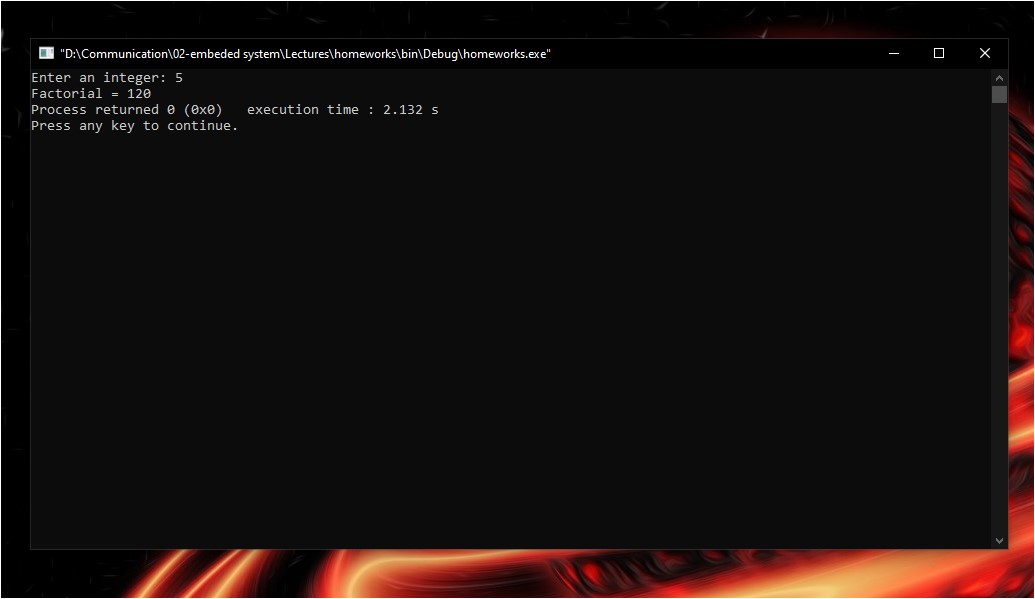 "D:\Communication\02-embeded system\Lectures\homeworks\bin\Debug\homeworks.exe"
Enter an integer: 5
Factorial = 120
Process returned 0 (0x0)   execution time : 2.132 s
Press any key to continue.